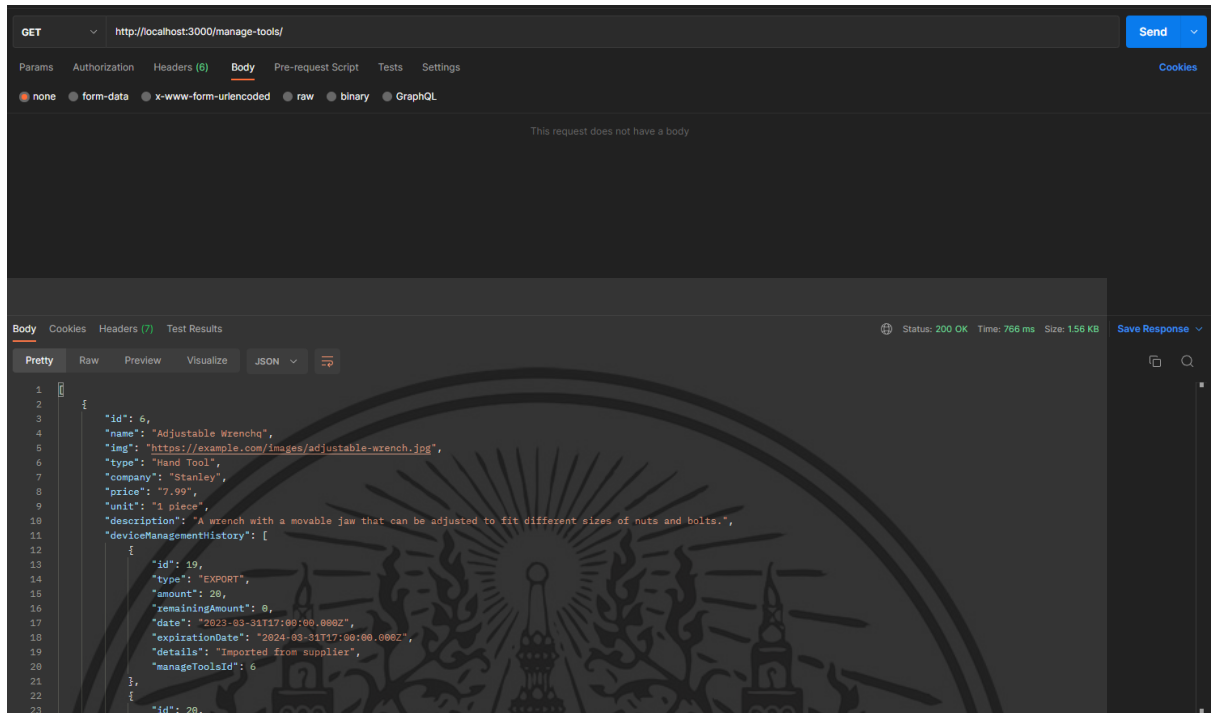 GET http://localhost:3000/manage-tools/ Send
Params Authorization Headers (6) Body Pre-request Script Tests Settings Cookies
none form-data x-www-form-urlencoded raw binary GraphQL
This request does not have a body
Body Cookies Headers (7) Test Results Status: 200 OK Time: 766 ms Size: 1.56 KB Save Response
Pretty Raw Preview Visualize JSON
1 [
2 {
3 "id": 6,
4 "name": "Adjustable Wrenchq",
5 "img": "https://example.com/images/adjustable-wrench.jpg",
6 "type": "Hand Tool",
7 "company": "Stanley",
8 "price": "7.99",
9 "unit": "1 piece",
10 "description": "A wrench with a movable jaw that can be adjusted to fit different sizes of nuts and bolts.",
11 "deviceManagementHistory": [
12 {
13 "id": 19,
14 "type": "EXPORT",
15 "amount": 20,
16 "remainingAmount": 0,
17 "date": "2023-03-31T17:00:00.000Z",
18 "expirationDate": "2024-03-31T17:00:00.000Z",
19 "details": "Imported from supplier",
20 "manageToolsId": 6
21 },
22 {
23 "id": 20,